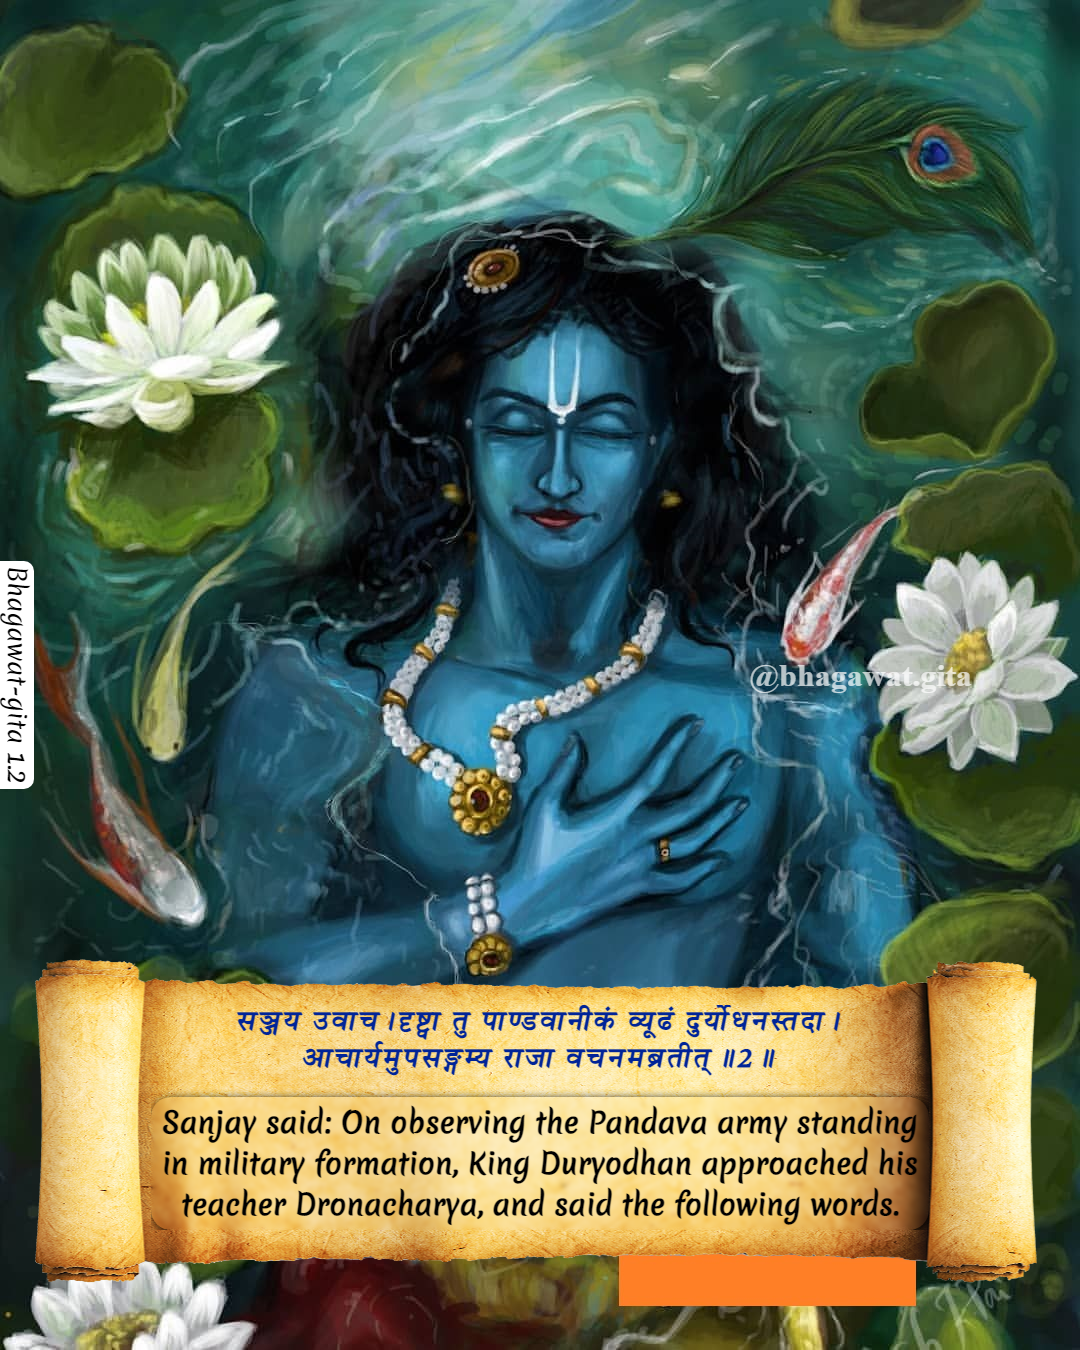 Bhagawat-gita 1.2
@bhagawat.gita
सञ्जय उवाच ।दृष्ट्वा तु पाण्डवानीकं व्यूढं दुर्योधनस्तदा ।
आचार्यमुपसङ्गम्य राजा वचनमब्रतीत् ॥2॥
Sanjay said: On observing the Pandava army standing
in military formation, King Duryodhan approached his
teacher Dronacharya, and said the following words.